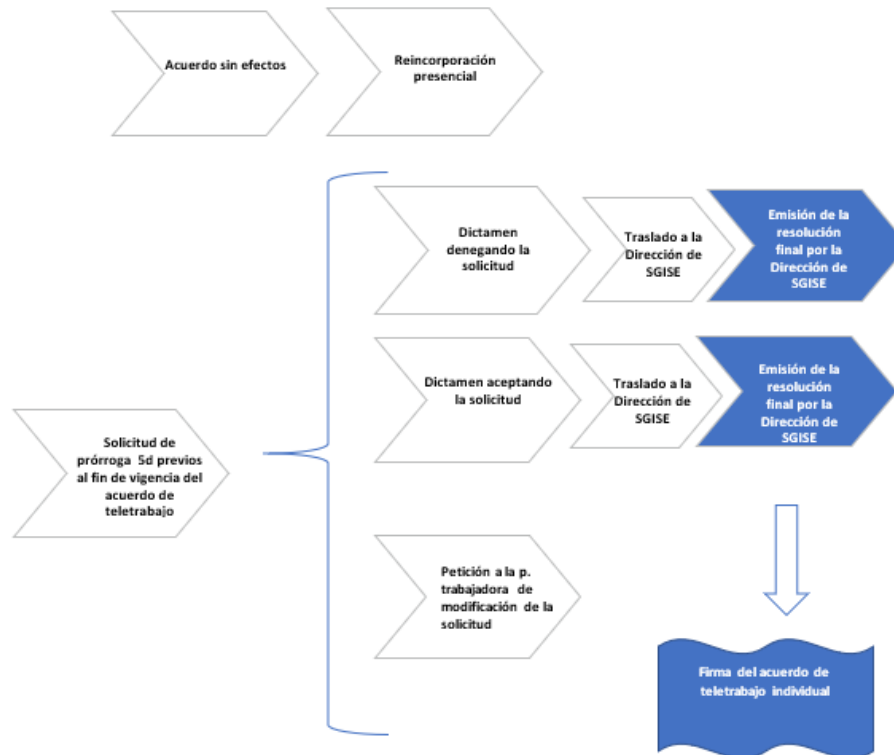 Acuerdo sin efectos
Reincorporación
presencial
Dictamen
denegando la
solicitud
Traslado a la
Dirección de
SGISE
Emisión de la
resolución
final por la
Dirección de
SGISE
Dictamen aceptando
la solicitud
Traslado a la
Dirección de
SGISE
Emisión de la
resolución
final por la
Dirección de
SGISE
Solicitud de
prórroga 5d previos
al fin de vigencia del
acuerdo de
teletrabajo
Petición a la p.
trabajadora de
modificación de la
solicitud
Firma del acuerdo de
teletrabajo individual